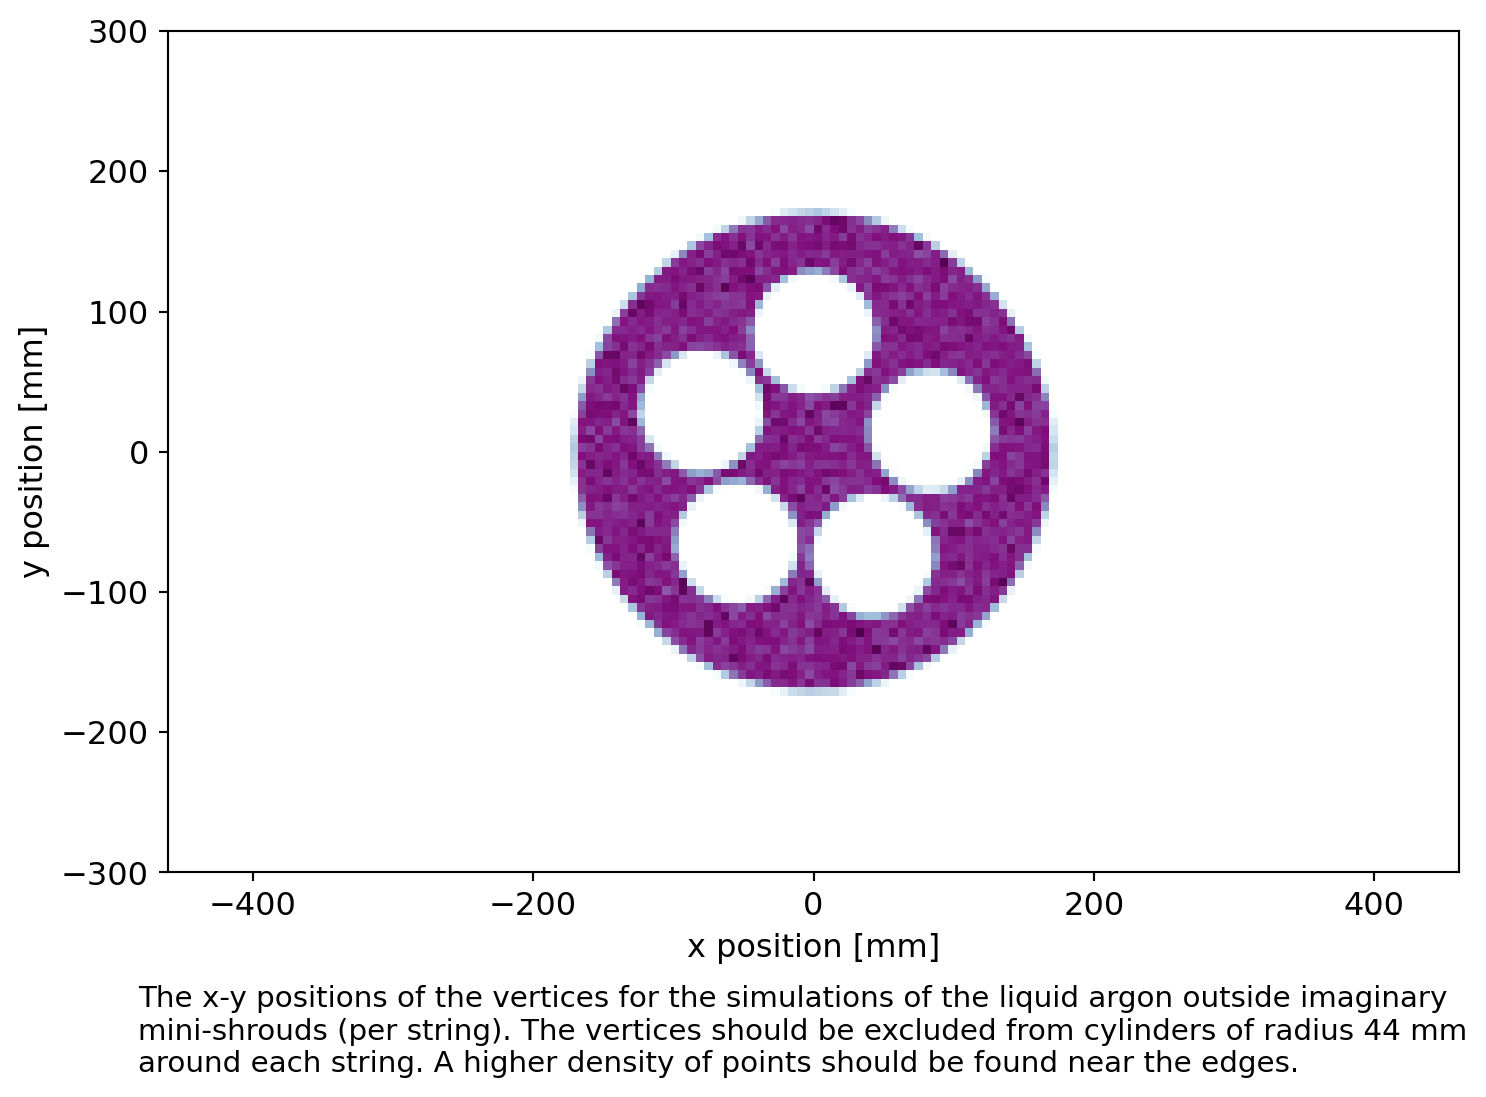 300
200
100
0
−100
−200
−300
y position [mm]
−400
−200
0
200
400
x position [mm]
The x-y positions of the vertices for the simulations of the liquid argon outside imaginary
mini-shrouds (per string). The vertices should be excluded from cylinders of radius 44 mm
around each string. A higher density of points should be found near the edges.